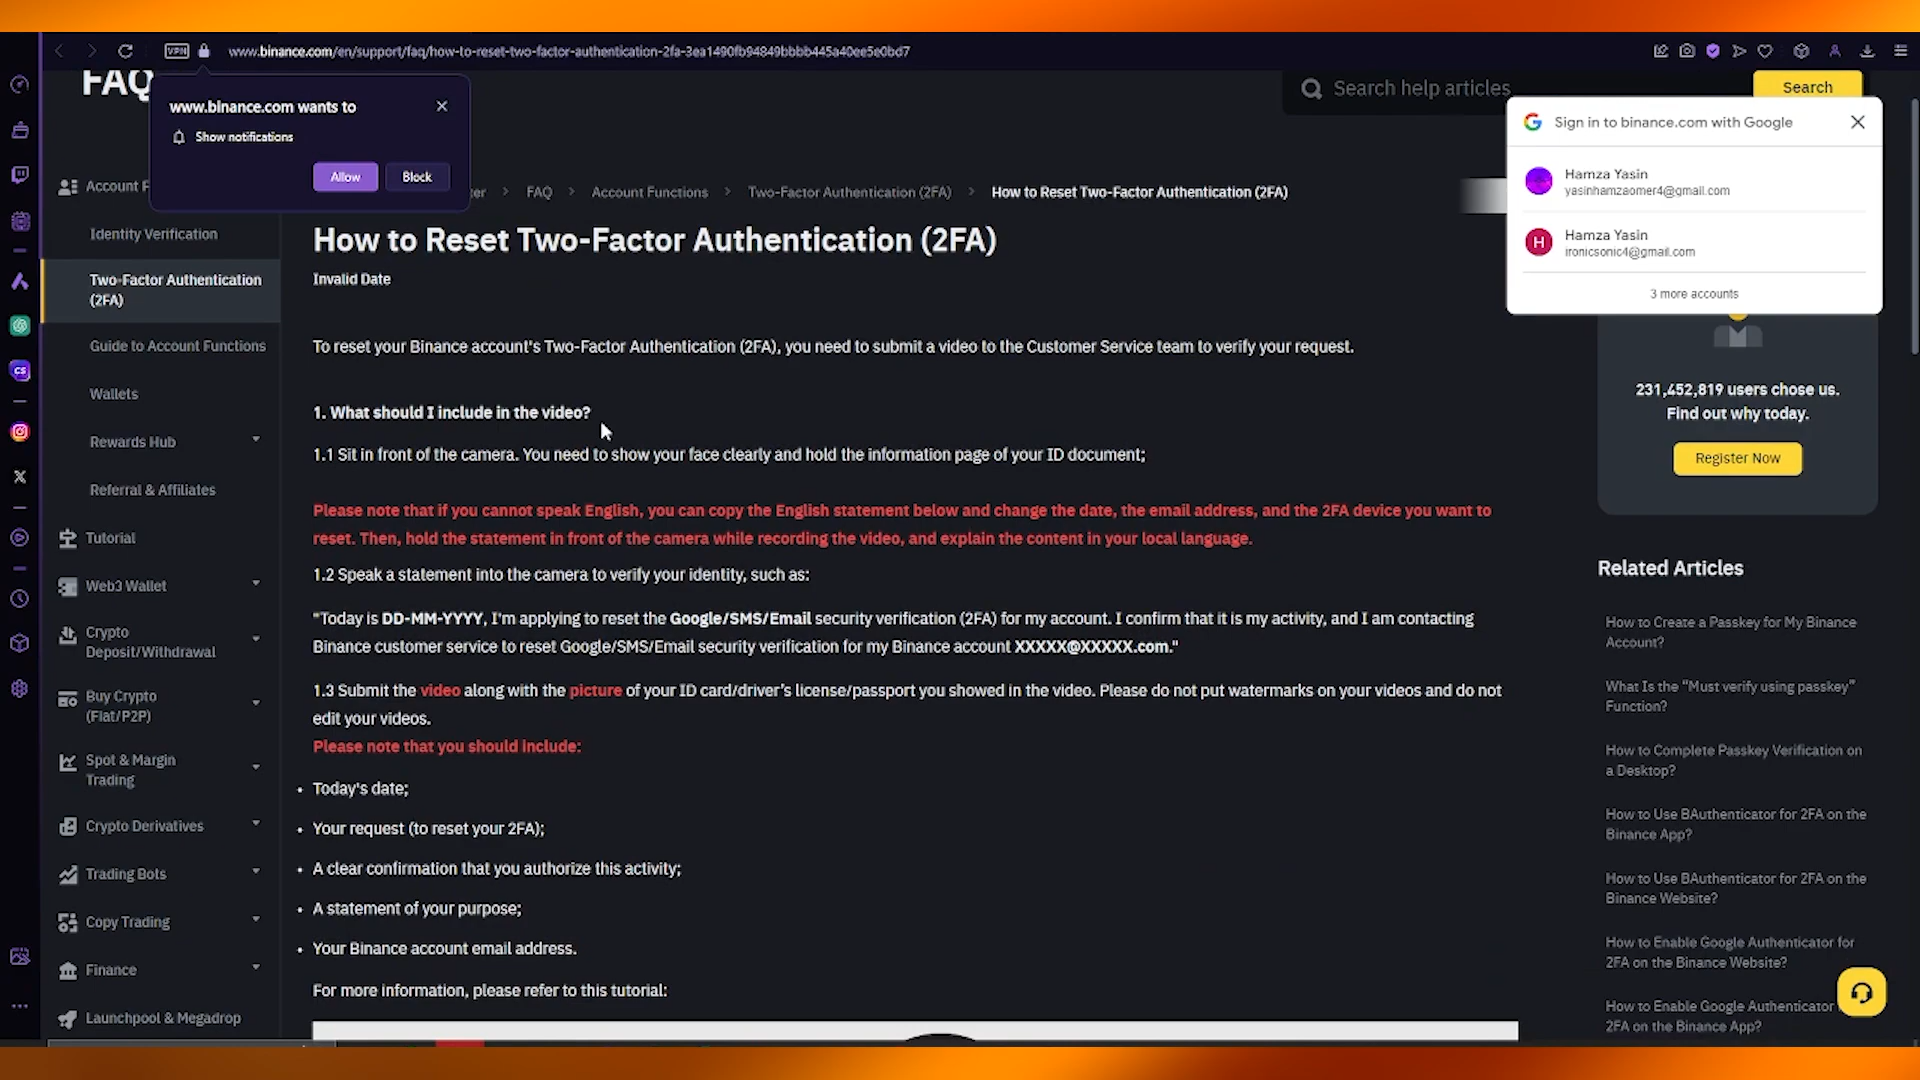 VPN
www.binance.com/en/support/faq/how-to-reset-two-factor-authentication-2fa-3ea1490fb94849bbbb445a40ee5e0bd7
FAQ
www.binance.com wants to
Show notifications
Allow
Block
Search help articles
Search
Sign in to binance.com with Google
Hamza Yasin
yasinhamzaomer4@gmail.com
H
Hamza Yasin
ironicsonic4@gmail.com
3 more accounts
Account F
Identity Verification
Two-Factor Authentication
(2FA)
Guide to Account Functions
Wallets
Rewards Hub
Referral & Affiliates
Tutorial
Web3 Wallet
Crypto
Deposit/Withdrawal
Buy Crypto
(Fiat/P2P)
Spot & Margin
Trading
Crypto Derivatives
Trading Bots
Copy Trading
Finance
Launchpool & Megadrop
CS
ter > FAQ > Account Functions > Two-Factor Authentication (2FA) > How to Reset Two-Factor Authentication (2FA)
How to Reset Two-Factor Authentication (2FA)
Invalid Date
To reset your Binance account's Two-Factor Authentication (2FA), you need to submit a video to the Customer Service team to verify your request.
1. What should I include in the video?
1.1 Sit in front of the camera. You need to show your face clearly and hold the information page of your ID document;
Please note that if you cannot speak English, you can copy the English statement below and change the date, the email address, and the 2FA device you want to
reset. Then, hold the statement in front of the camera while recording the video, and explain the content in your local language.
1.2 Speak a statement into the camera to verify your identity, such as:
"Today is DD-MM-YYYY, I'm applying to reset the Google/SMS/Email security verification (2FA) for my account. I confirm that it is my activity, and I am contacting
Binance customer service to reset Google/SMS/Email security verification for my Binance account XXXXX@XXXXX.com."
1.3 Submit the video along with the picture of your ID card/driver's license/passport you showed in the video. Please do not put watermarks on your videos and do not
edit your videos.
Please note that you should include:
• Today's date;
• Your request (to reset your 2FA);
• A clear confirmation that you authorize this activity;
• A statement of your purpose;
• Your Binance account email address.
For more information, please refer to this tutorial:
231,452,819 users chose us.
Find out why today.
Register Now
Related Articles
How to Create a Passkey for My Binance
Account?
What Is the “Must verify using passkey”
Function?
How to Complete Passkey Verification on
a Desktop?
How to Use BAuthenticator for 2FA on the
Binance App?
How to Use BAuthenticator for 2FA on the
Binance Website?
How to Enable Google Authenticator for
2FA on the Binance Website?
How to Enable Google Authenticator
2FA on the Binance App?